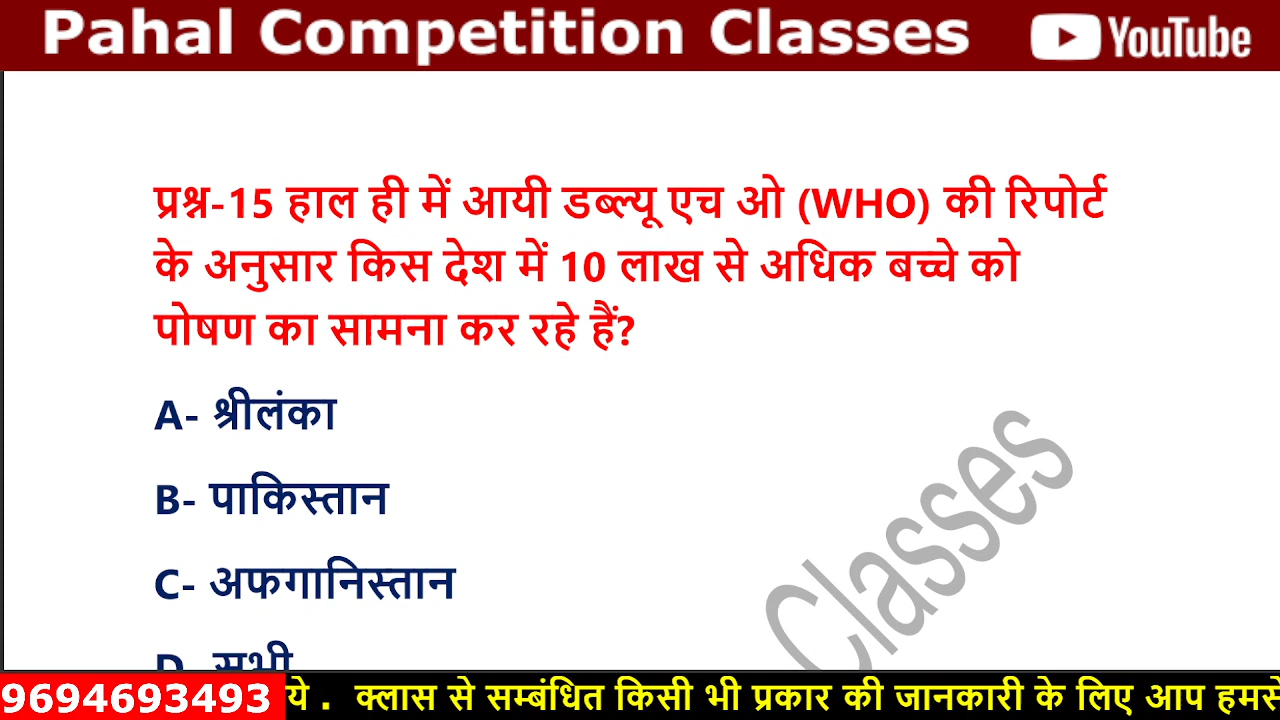 Pahal Competition Classes YouTube
प्रश्न-15 हाल ही में आयी डब्ल्यू एच ओ (WHO) की रिपोर्ट
के अनुसार किस देश में 10 लाख से अधिक बच्चे को
पोषण का सामना कर रहे हैं?
A- श्रीलंका
B- पाकिस्तान
C- अफगानिस्तान
D- सभी
Classes
9694693493 ये . क्लास से सम्बंधित किसी भी प्रकार की जानकारी के लिए आप हमसे